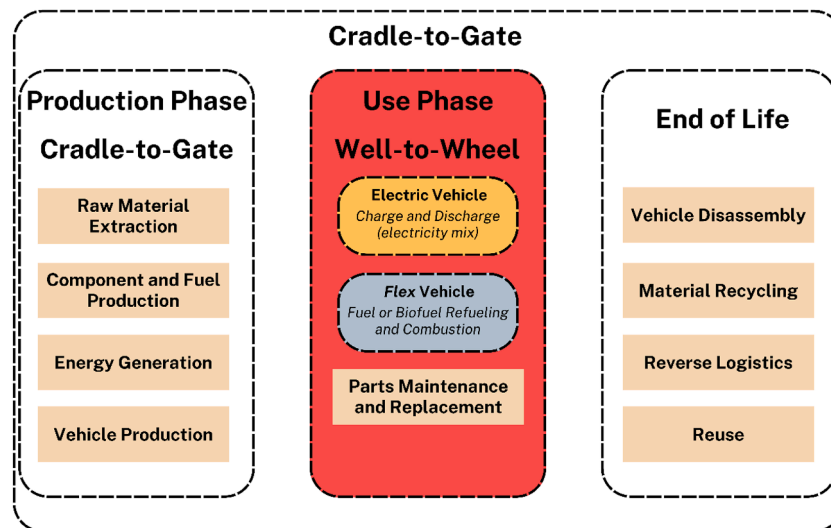 Cradle-to-Gate
Production Phase
Cradle-to-Gate
Raw Material
Extraction
Component and Fuel
Production
Energy Generation
Vehicle Production
Use Phase
Well-to-Wheel
Electric Vehicle
Charge and Discharge
(electricity mix)
Flex Vehicle
Fuel or Biofuel Refueling
and Combustion
Parts Maintenance
and Replacement
End of Life
Vehicle Disassembly
Material Recycling
Reverse Logistics
Reuse